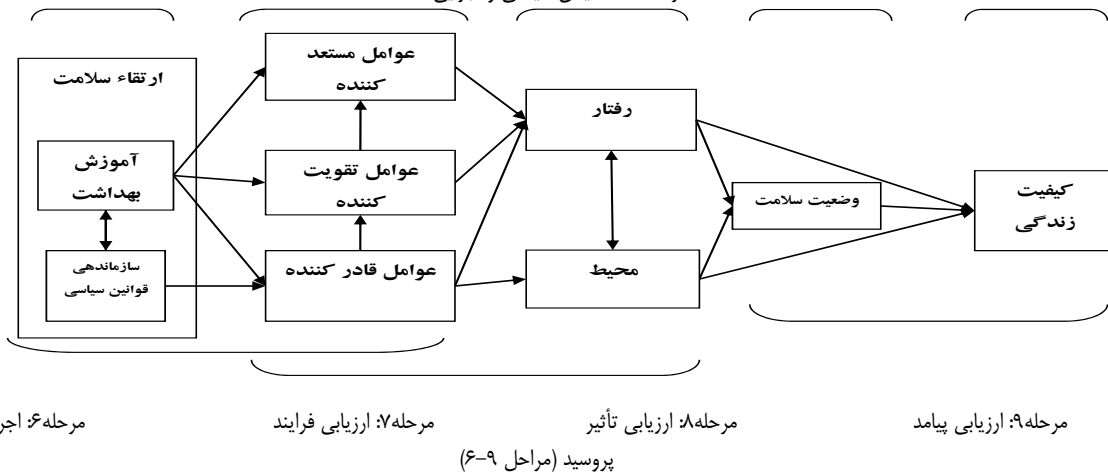 ارتقاء سلامت
آموزش
بهداشت
سازماندهی
قوانین سیاسی
عوامل مستعد
کننده
عوامل تقویت
کننده
عوامل قادر کننده
رفتار
محیط
وضعیت سلامت
کیفیت
زندگی
مرحله۶: اجر
مرحله۷: ارزیابی فرایند
مرحله۸: ارزیابی تأثیر
مرحله۹: ارزیابی پیامد
پروسید (مراحل ۹-۶)